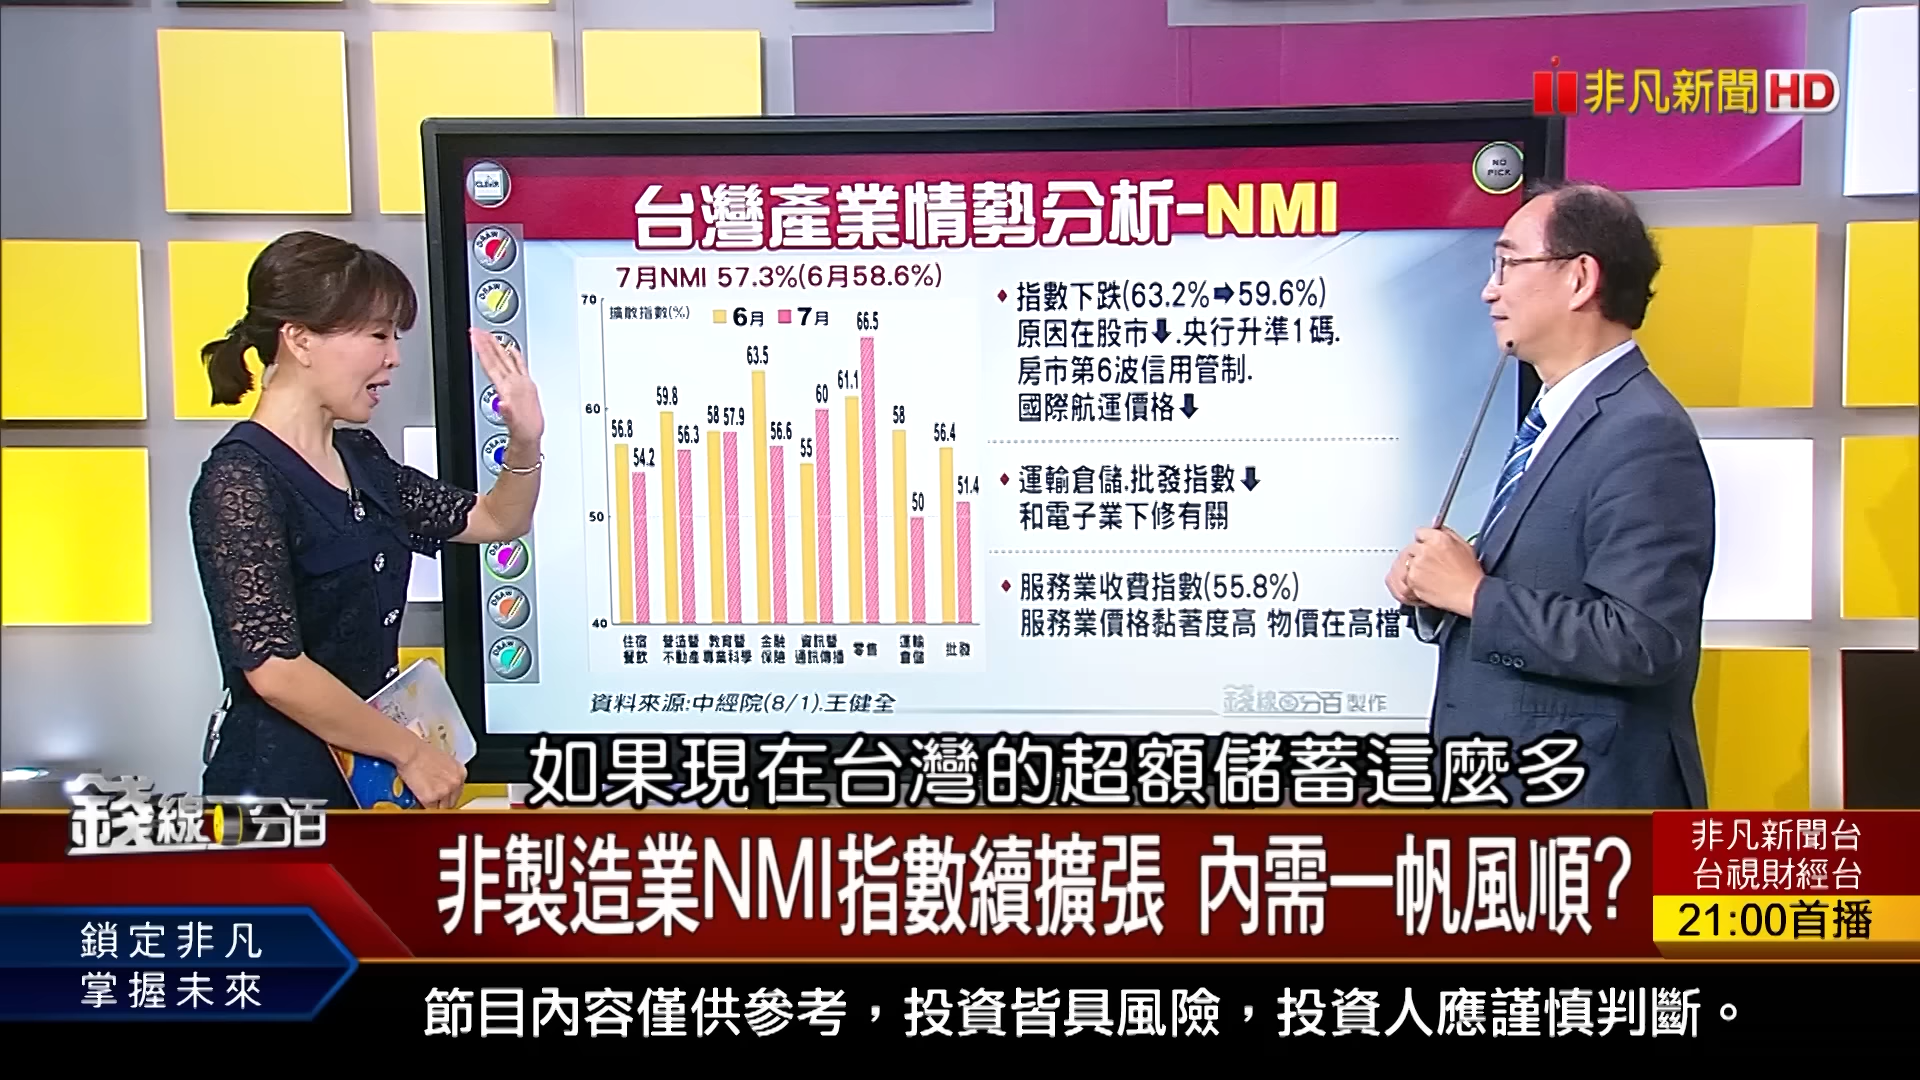 非凡新聞HD
CLEAR
NO PICK
台灣產業情勢分析-NMI
7月NMI 57.3%(6月58.6%)
擴散指數(%)
6月 7月
70
60
50
40
56.8 54.2
59.8 56.3
58 57.9
63.5 56.6
55 60
61.1 66.5
58 50
56.4 51.4
住宿餐飲
營造暨不動產
教育暨專業科學
金融保險
資訊暨通訊傳播
零售
運輸倉儲
批發
資料來源:中經院(8/1).王健全
指數下跌(63.2%➡59.6%)
原因在股市⬇.央行升準1碼.
房市第6波信用管制.
國際航運價格⬇
運輸倉儲.批發指數⬇
和電子業下修有關
服務業收費指數(55.8%)
服務業價格黏著度高 物價在高檔
錢線百分百 製作
DRAW
DRAW
DRAW
DRAW
DRAW
DRAW
如果現在台灣的超額儲蓄這麼多
錢線百分百
非製造業NMI指數續擴張 內需一帆風順?
非凡新聞台
台視財經台
21:00首播
鎖定非凡
掌握未來
節目內容僅供參考，投資皆具風險，投資人應謹慎判斷。